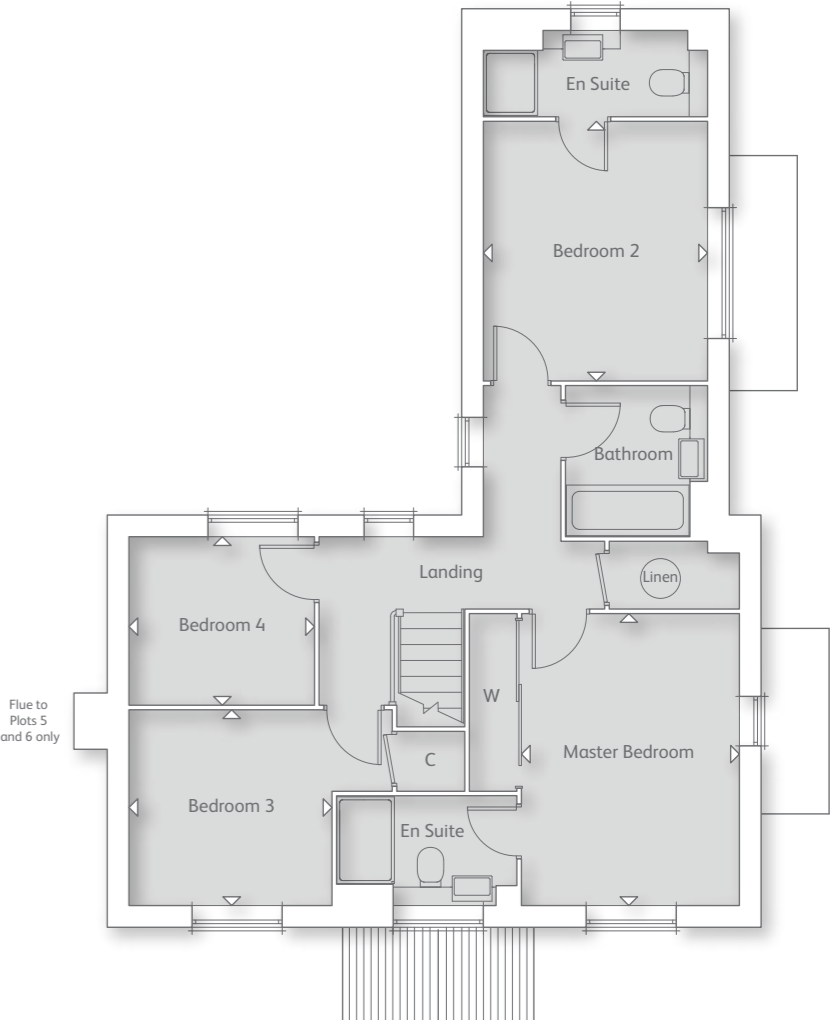 En Suite
Bedroom 2
Bathroom
Landing
Linen
Bedroom 4
W
Flue to
Plots 5
and 6 only
Master Bedroom
C
Bedroom 3
En Suite